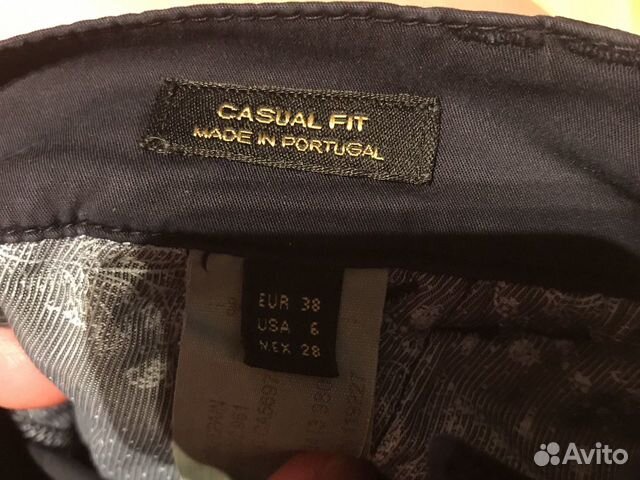 CASUAL FIT
MADE IN PORTUGAL
EUR 38
USA 6
MEX 28
Avito